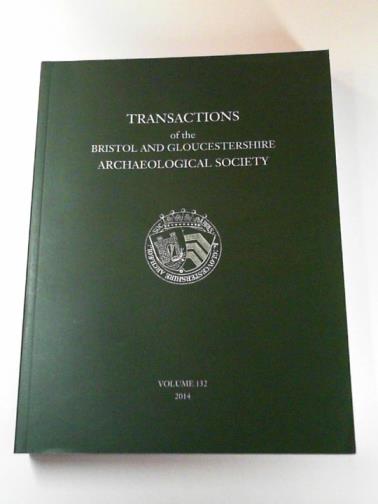 TRANSACTIONS
of the
BRISTOL AND GLOUCESTERSHIRE
ARCHAEOLOGICAL SOCIETY
VOLUME 132
2014